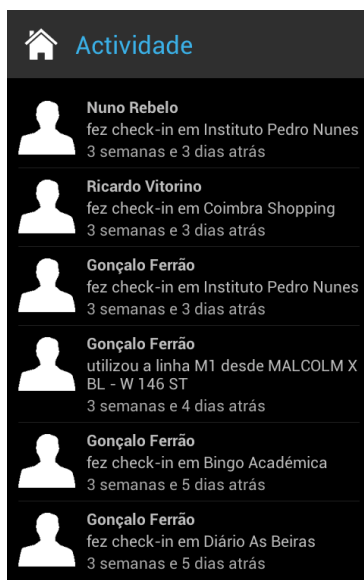 Actividade
Nuno Rebelo
fez check-in em Instituto Pedro Nunes
3 semanas e 3 dias atrás
Ricardo Vitorino
fez check-in em Coimbra Shopping
3 semanas e 3 dias atrás
Gonçalo Ferrão
fez check-in em Instituto Pedro Nunes
3 semanas e 3 dias atrás
Gonçalo Ferrão
utilizou a linha M1 desde MALCOLM X
BL - W 146 ST
3 semanas e 4 dias atrás
Gonçalo Ferrão
fez check-in em Bingo Académica
3 semanas e 5 dias atrás
Gonçalo Ferrão
fez check-in em Diário As Beiras
3 semanas e 5 dias atrás